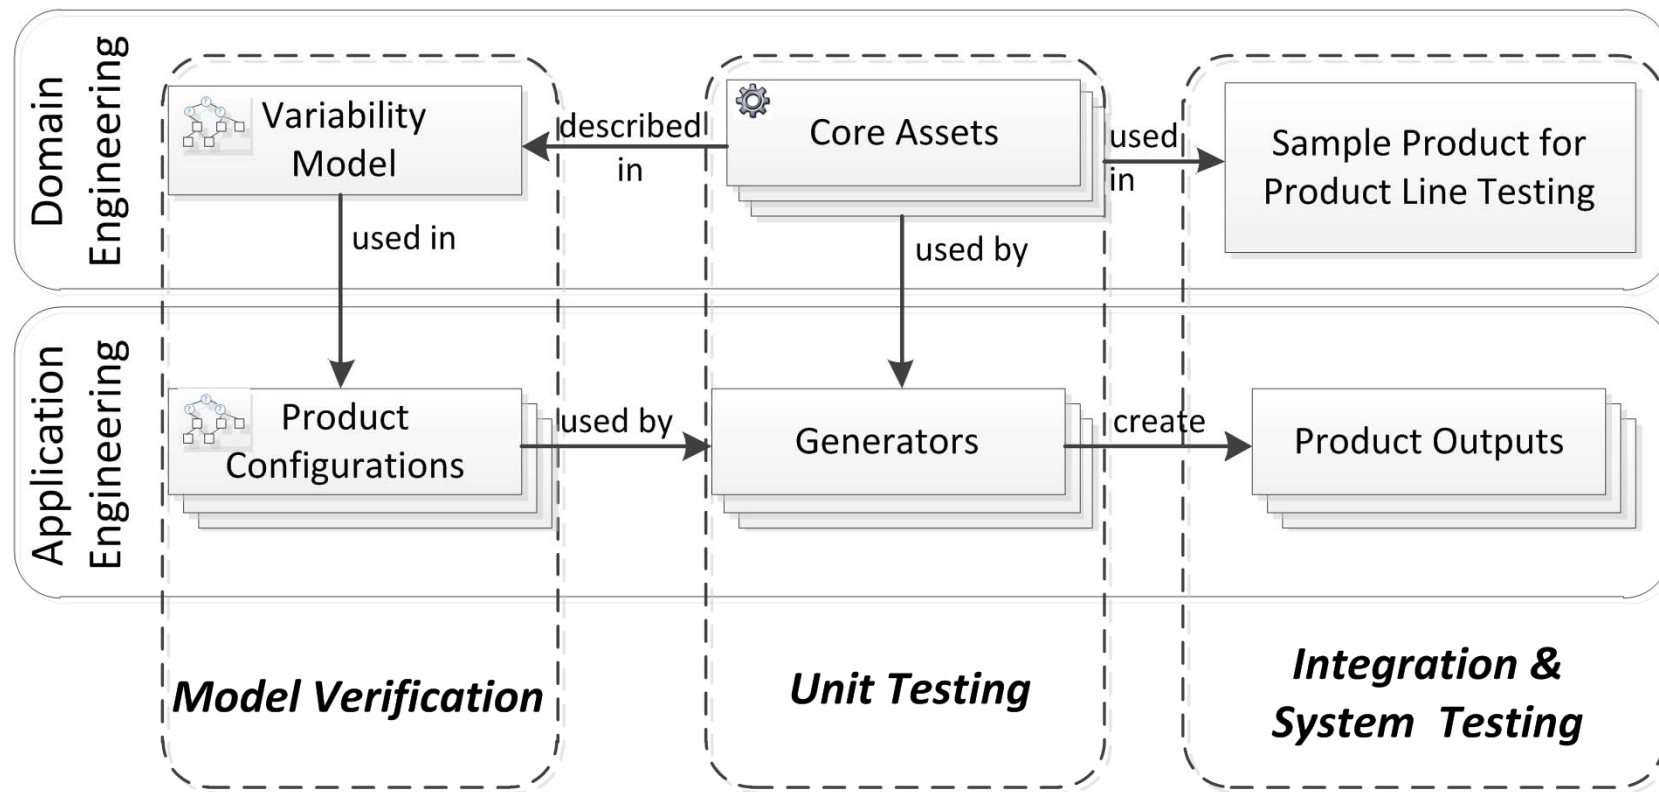 Domain
Engineering
Variability
Model
described
in
Core Assets
used
in
Sample Product for
Product Line Testing
used in
used by
Application
Engineering
Product
Configurations
used by
Generators
create
Product Outputs
Model Verification
Unit Testing
Integration &
System Testing